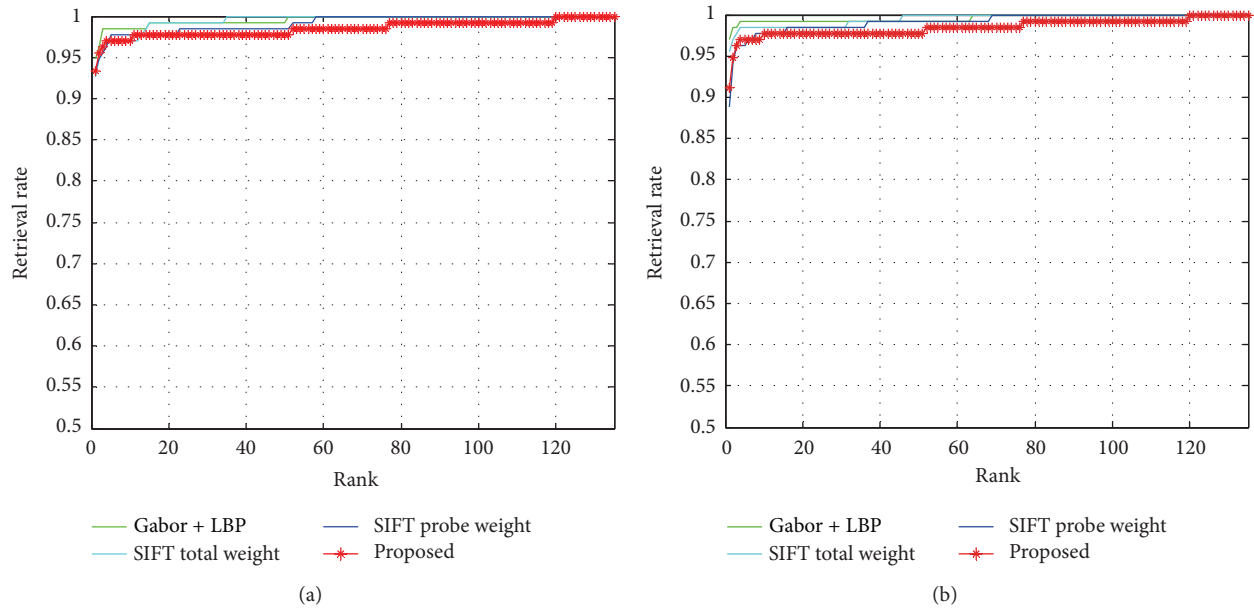 1
0.95
0.9
0.85
0.8
0.75
0.7
0.65
0.6
0.55
0.5
Retrieval rate
0 20 40 60 80 100 120
Rank
Gabor + LBP
SIFT total weight
SIFT probe weight
Proposed
(a)
1
0.95
0.9
0.85
0.8
0.75
0.7
0.65
0.6
0.55
0.5
Retrieval rate
0 20 40 60 80 100 120
Rank
Gabor + LBP
SIFT total weight
SIFT probe weight
Proposed
(b)